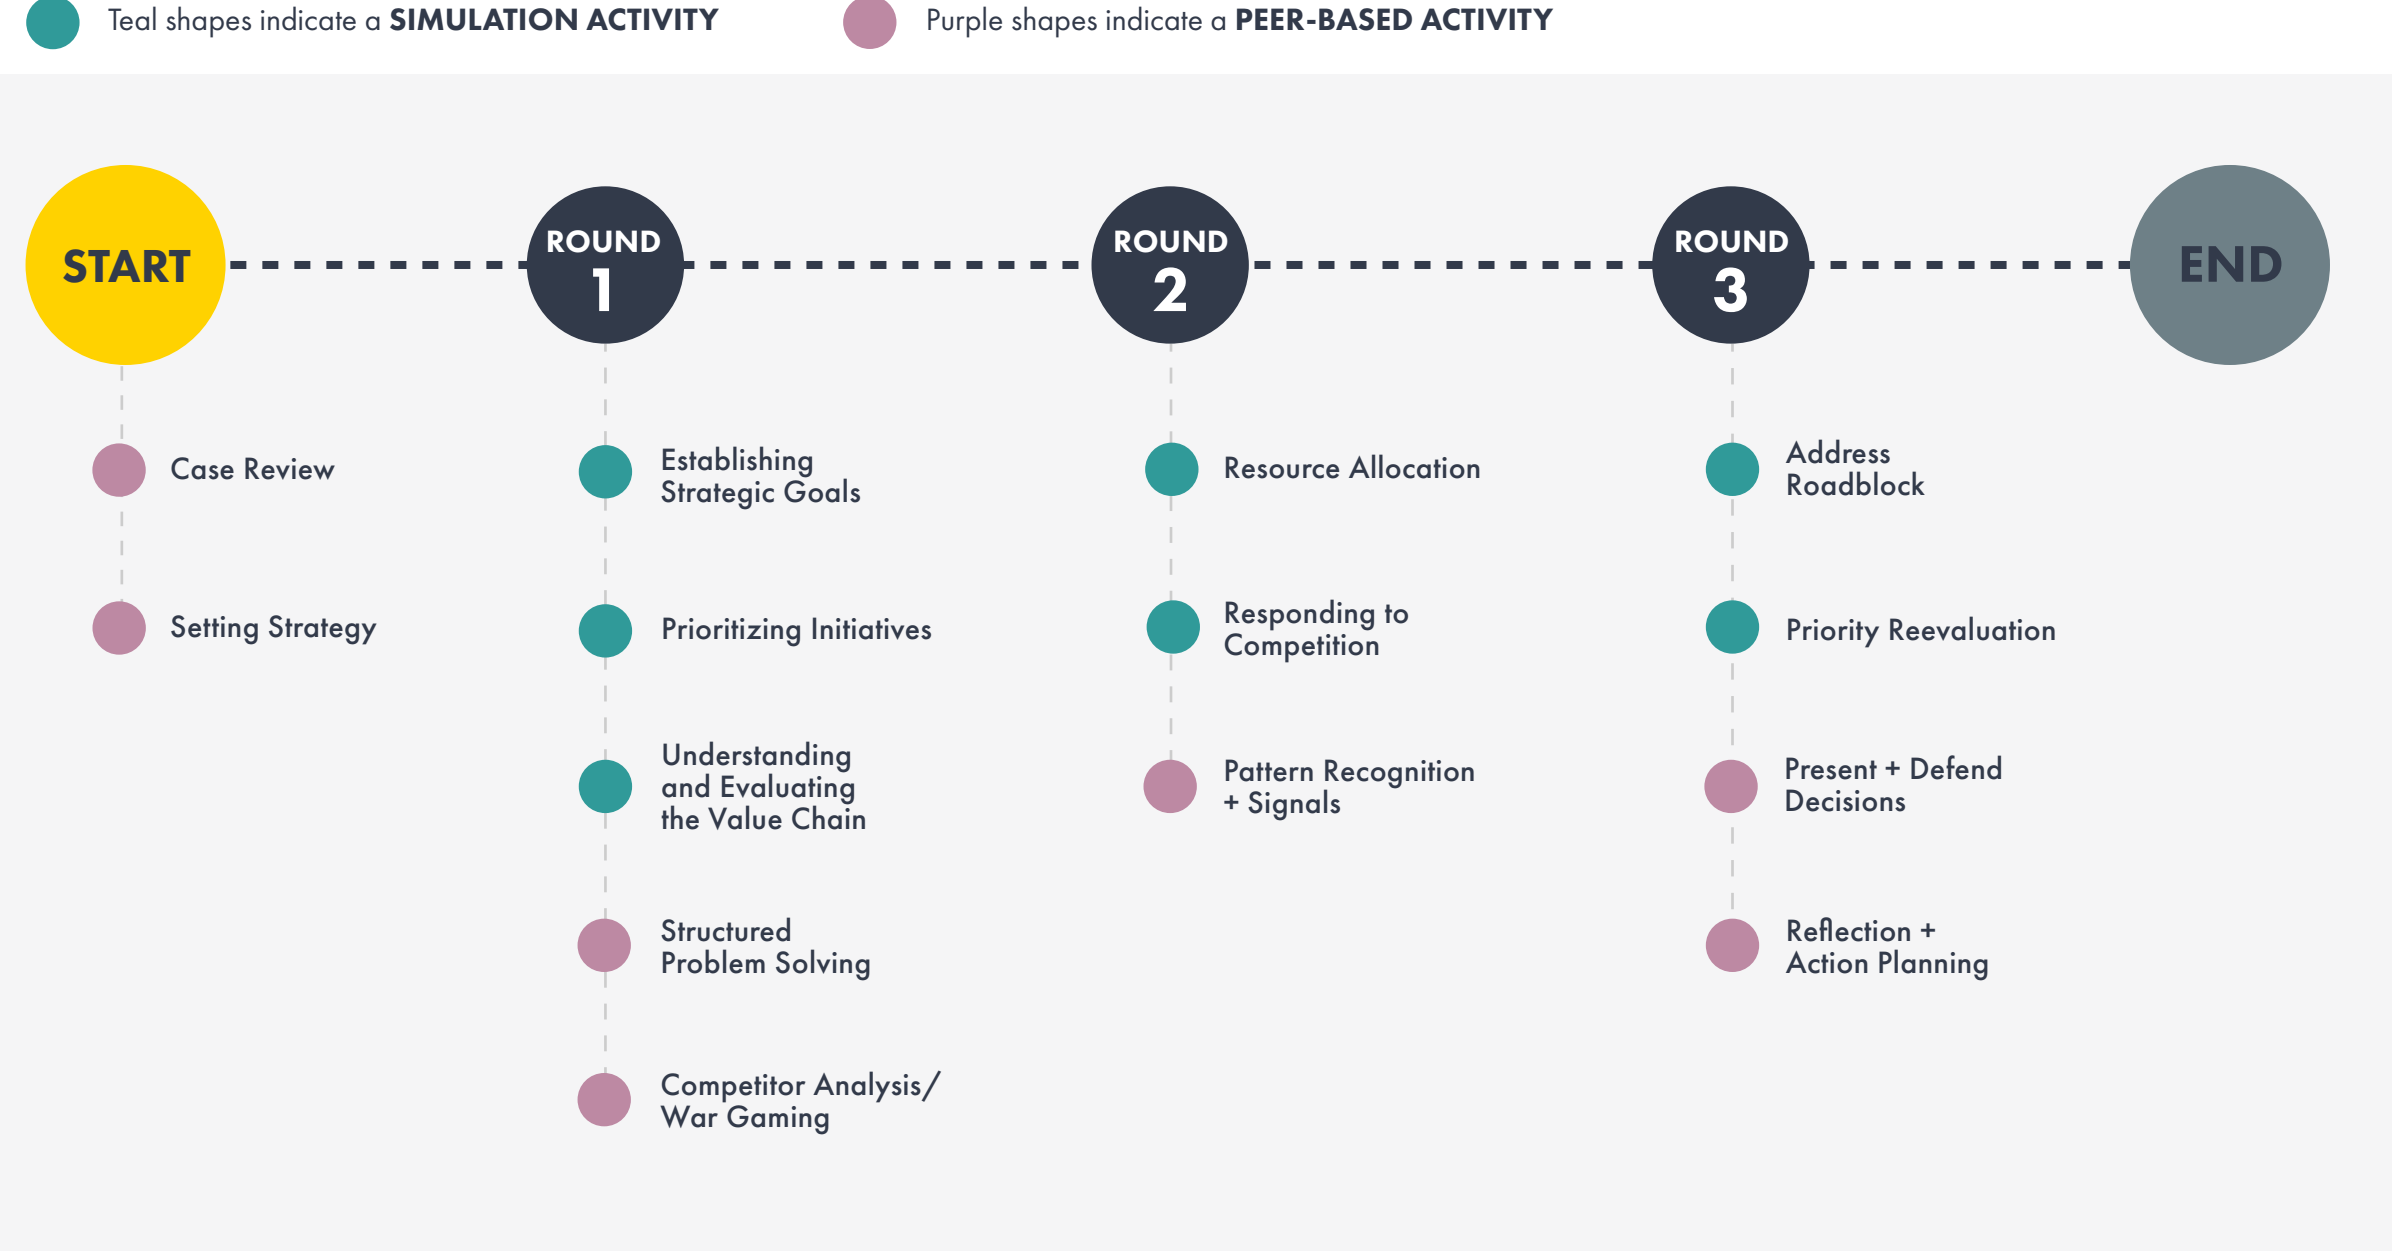 Teal shapes indicate a SIMULATION ACTIVITY
Purple shapes indicate a PEER-BASED ACTIVITY
START
ROUND
1
ROUND
2
ROUND
3
END
Case Review
Setting Strategy
Establishing
Strategic Goals
Prioritizing Initiatives
Understanding
and Evaluating
the Value Chain
Structured
Problem Solving
Competitor Analysis/
War Gaming
Resource Allocation
Responding to
Competition
Pattern Recognition
+ Signals
Address
Roadblock
Priority Reevaluation
Present + Defend
Decisions
Reflection +
Action Planning